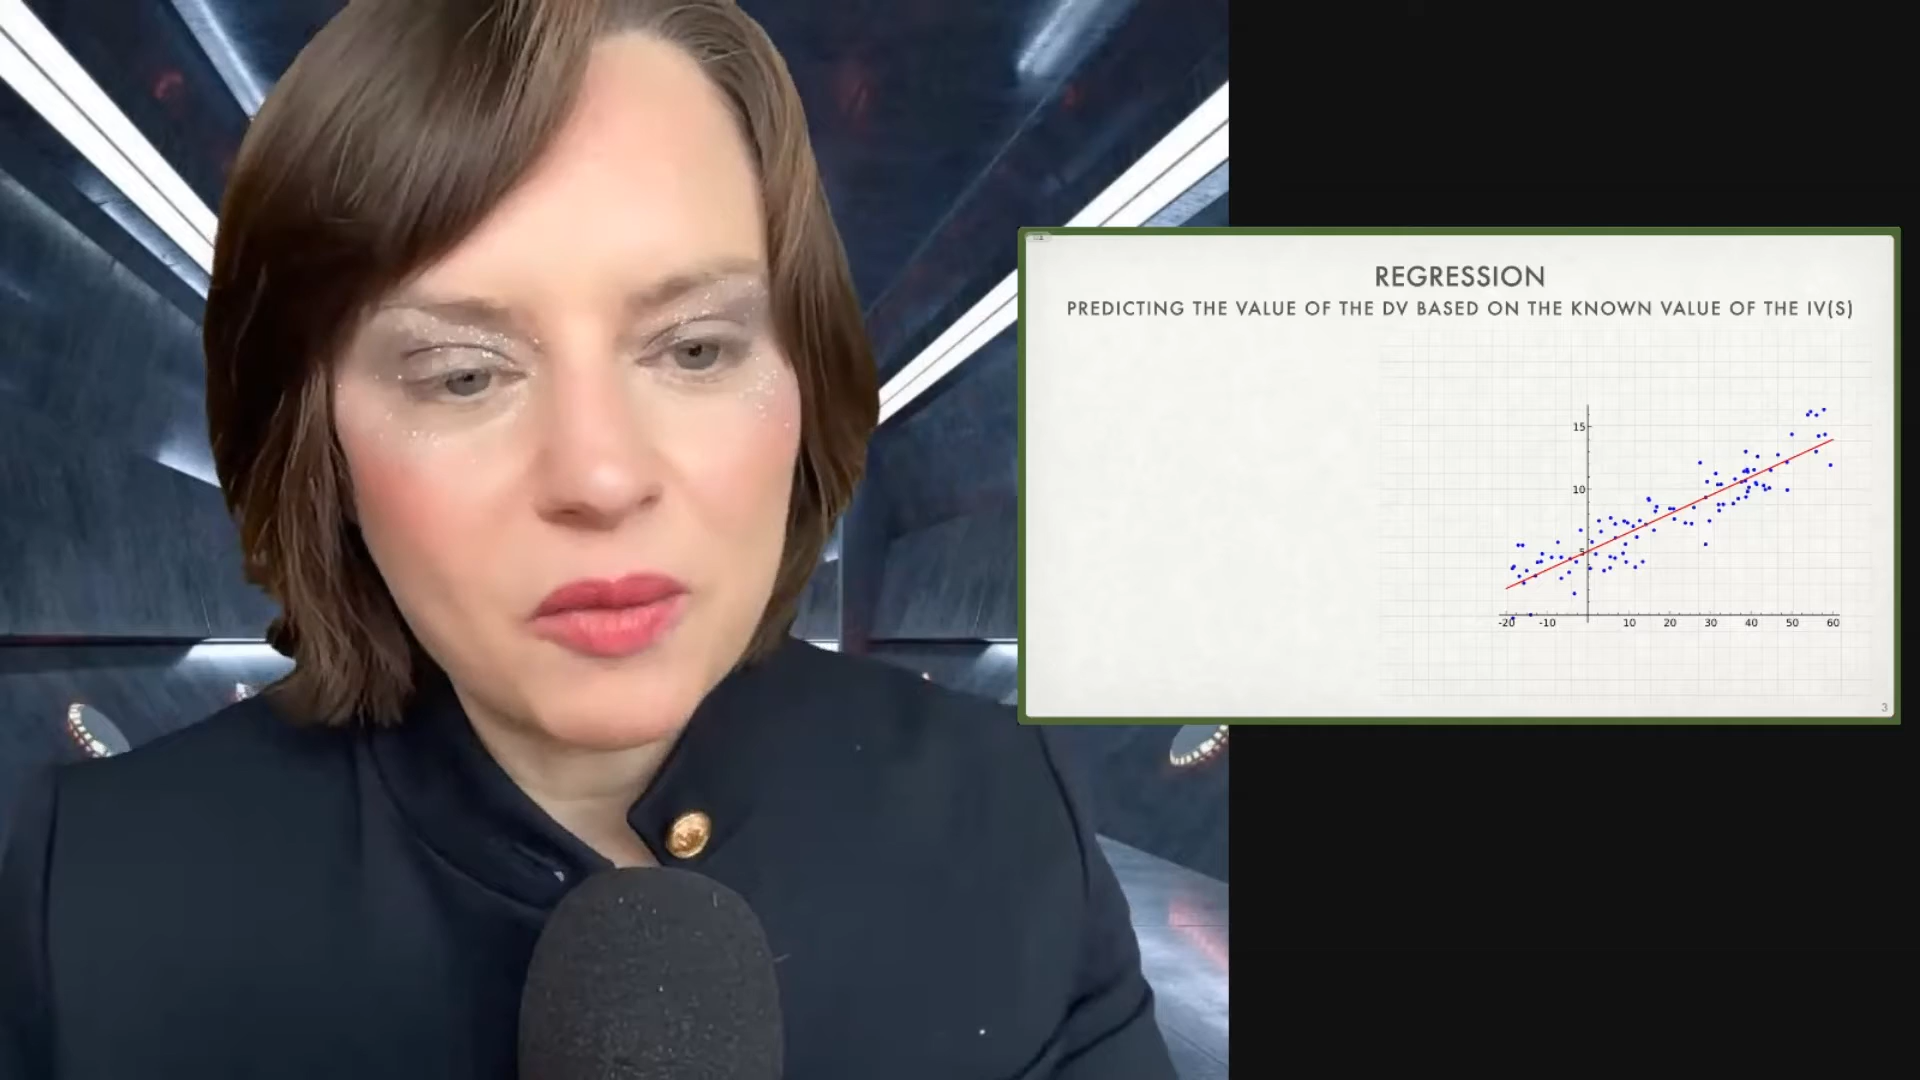 REGRESSION
PREDICTING THE VALUE OF THE DV BASED ON THE KNOWN VALUE OF THE IV(S)
15
10
5
-20 -10 10 20 30 40 50 60
3